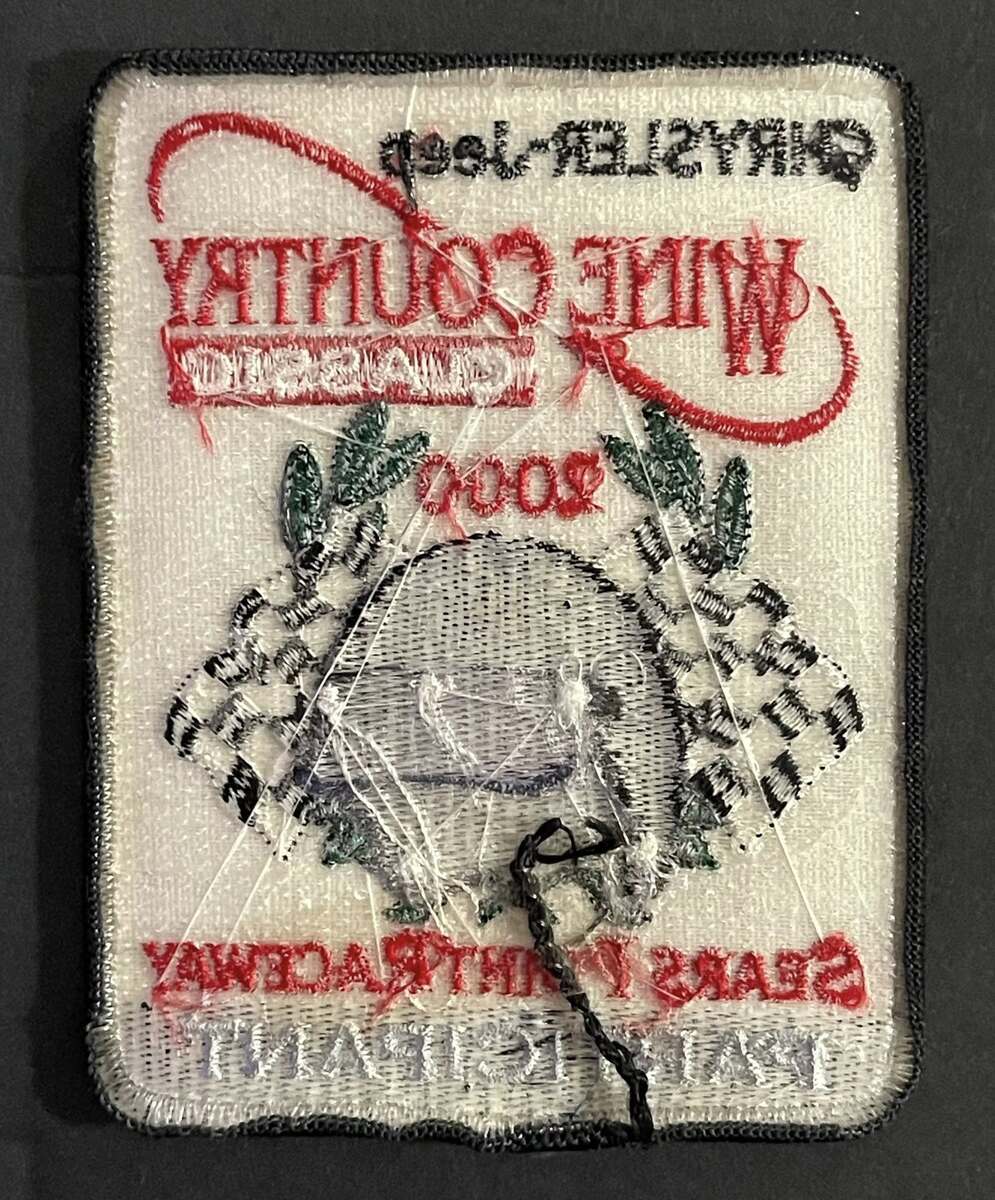 CHRYSLER-Jeep
WINE COUNTRY
CLASSIC
2000
SEARS POINT RACEWAY
PARTICIPANT